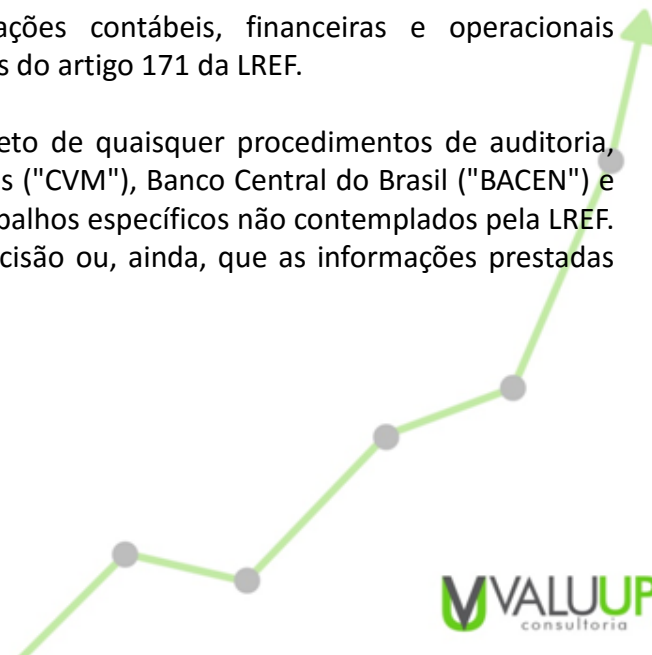 ações contábeis, financeiras e operacionais
s do artigo 171 da LREF.
eto de quaisquer procedimentos de auditoria,
s ("CVM"), Banco Central do Brasil ("BACEN") e
balhos específicos não contemplados pela LREF.
cisão ou, ainda, que as informações prestadas
VALUUP
consultoria